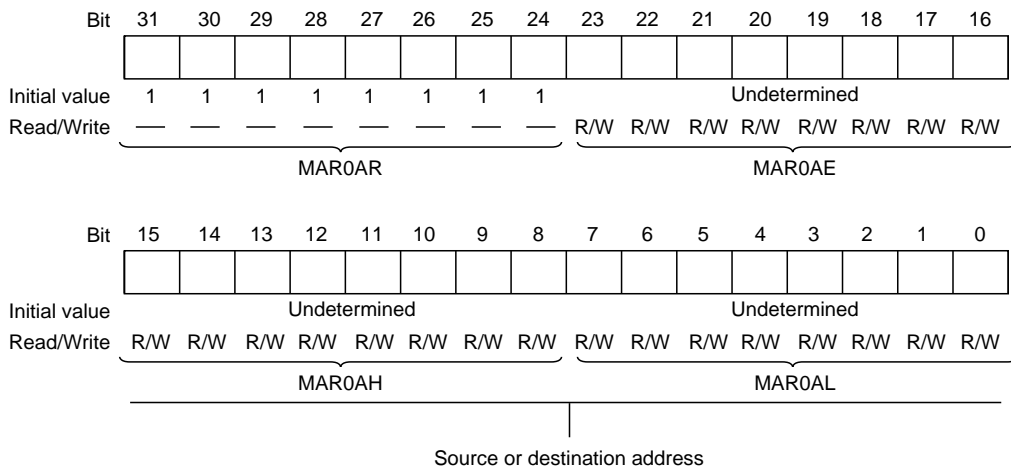 Bit 31 30 29 28 27 26 25 24 23 22 21 20 19 18 17 16
Initial value 1 1 1 1 1 1 1 1 Undetermined
Read/Write — — — — — — — — R/W R/W R/W R/W R/W R/W R/W R/W
MAR0AR MAR0AE
Bit 15 14 13 12 11 10 9 8 7 6 5 4 3 2 1 0
Initial value Undetermined Undetermined
Read/Write R/W R/W R/W R/W R/W R/W R/W R/W R/W R/W R/W R/W R/W R/W R/W R/W
MAR0AH MAR0AL
Source or destination address